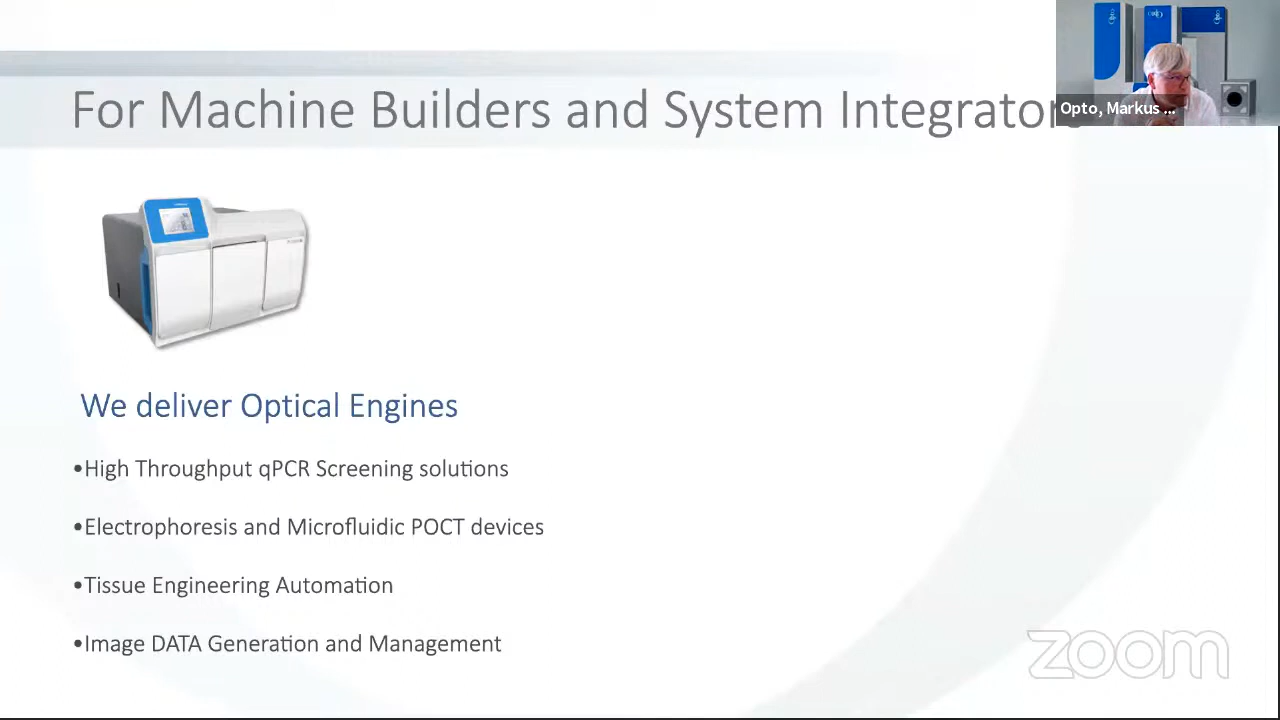 For Machine Builders and System Integrator
Opto, Markus ...
We deliver Optical Engines
•High Throughput qPCR Screening solutions
•Electrophoresis and Microfluidic POCT devices
•Tissue Engineering Automation
•Image DATA Generation and Management
zoom